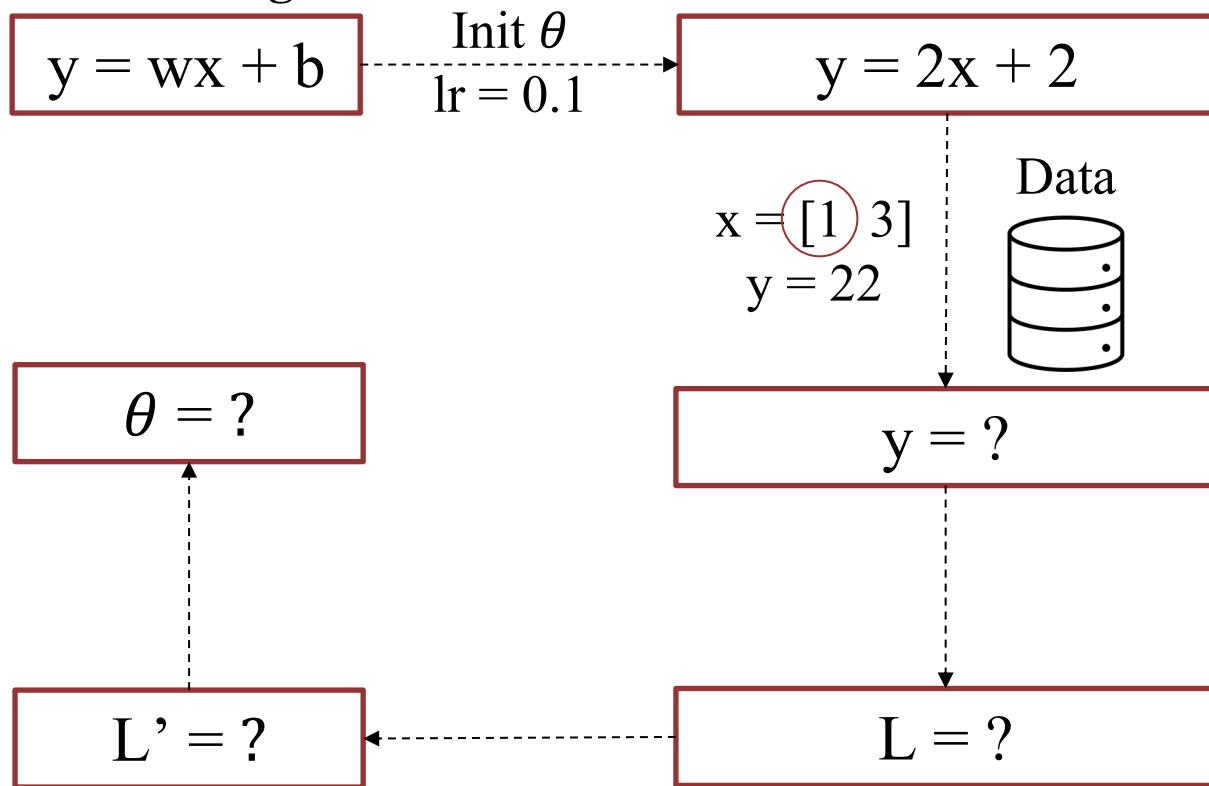 y = wx + b
Init θ
lr = 0.1
y = 2x + 2
Data
x = [1 3]
y = 22
θ = ?
y = ?
L’ = ?
L = ?